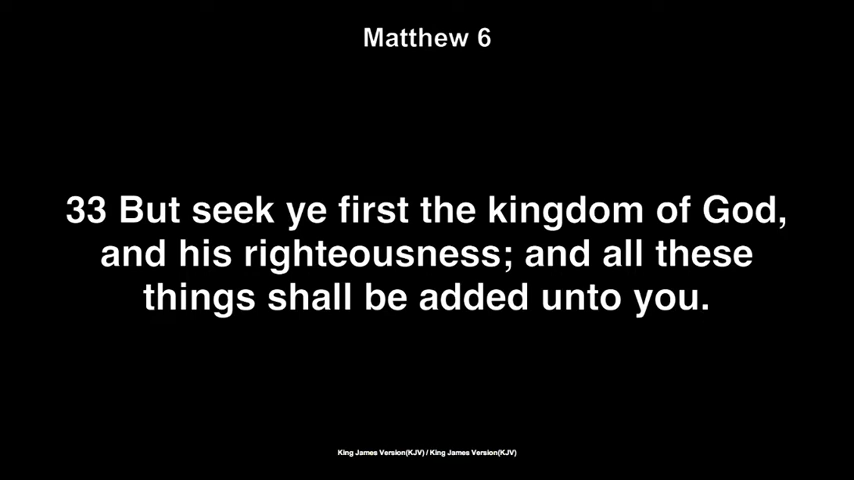 Matthew 6
33 But seek ye first the kingdom of God,
and his righteousness; and all these
things shall be added unto you.
King James Version(KJV) / King James Version(KJV)